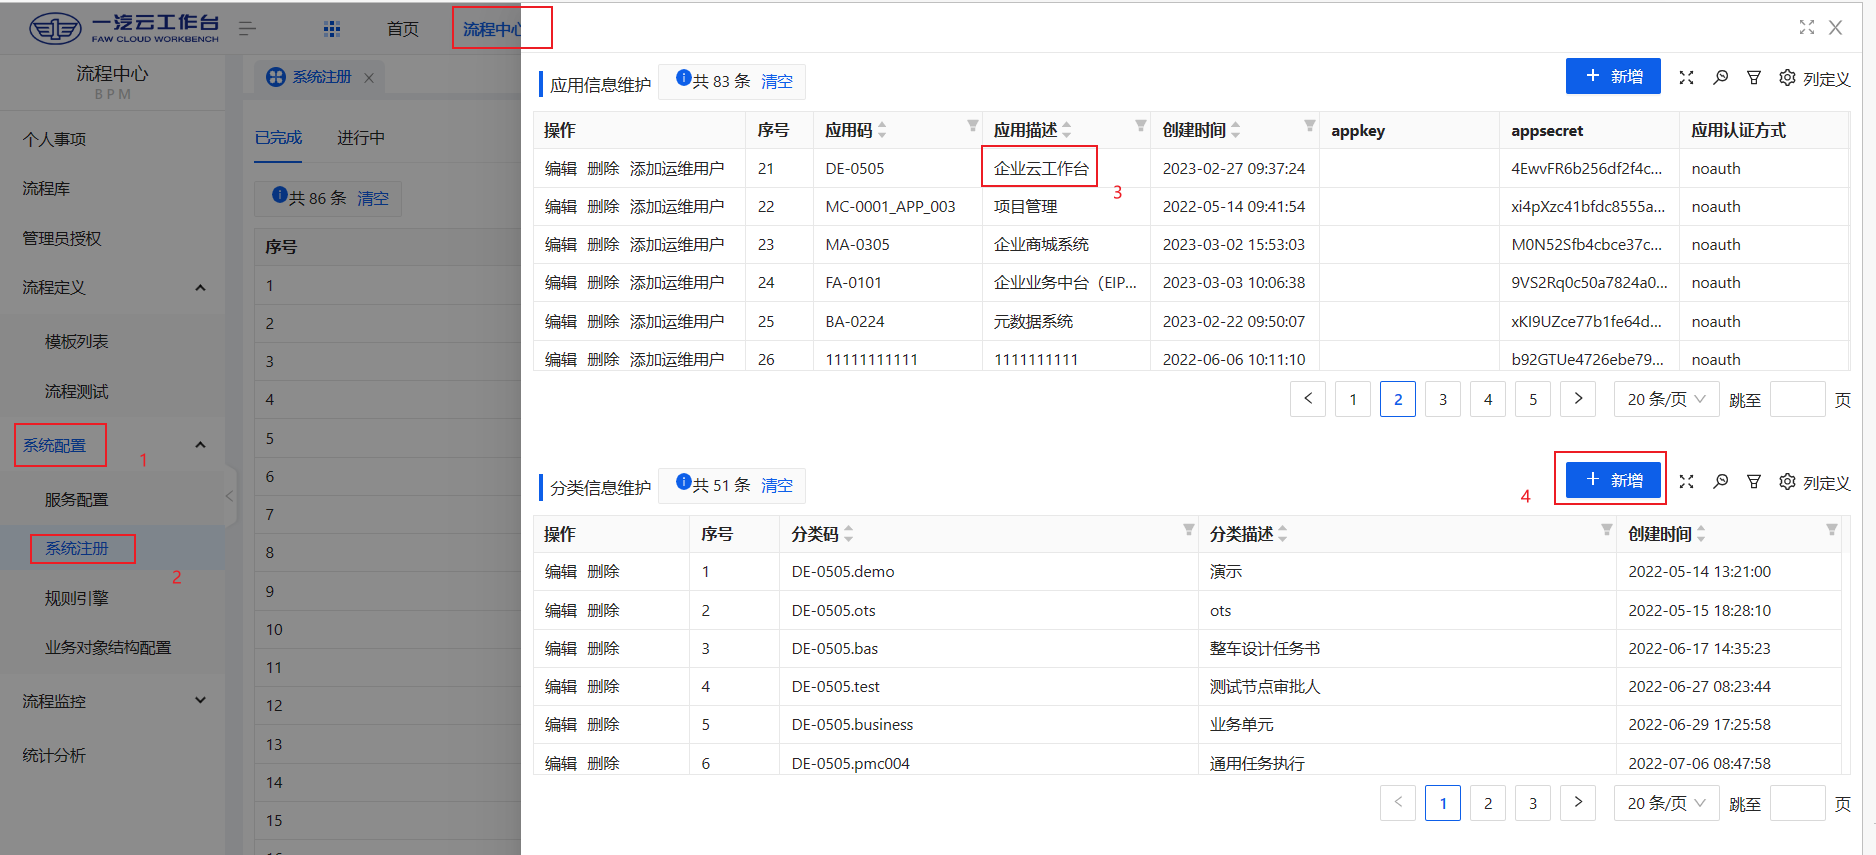 一汽云工作台
FAW CLOUD WORKBENCH
首页
流程中心
流程中心
BPM
个人事项
流程库
管理员授权
流程定义
模板列表
流程测试
系统配置
1
服务配置
系统注册
2
规则引擎
业务对象结构配置
流程监控
统计分析
系统注册
已完成 进行中
共 86 条 清空
序号
1
2
3
4
5
6
7
8
9
10
11
12
13
14
15
应用信息维护 共 83 条 清空 + 新增 列定义
操作 序号 应用码 应用描述 创建时间 appkey appsecret 应用认证方式
编辑 删除 添加运维用户 21 DE-0505 企业云工作台 2023-02-27 09:37:24 4EwvFR6b256df2f4c... noauth
3
编辑 删除 添加运维用户 22 MC-0001_APP_003 项目管理 2022-05-14 09:41:54 xi4pXzc41bfdc8555a... noauth
编辑 删除 添加运维用户 23 MA-0305 企业商城系统 2023-03-02 15:53:03 M0N52Sfb4cbce37c... noauth
编辑 删除 添加运维用户 24 FA-0101 企业业务中台（EIP... 2023-03-03 10:06:38 9VS2Rq0c50a7824a0... noauth
编辑 删除 添加运维用户 25 BA-0224 元数据系统 2023-02-22 09:50:07 xKI9UZce77b1fe64d... noauth
编辑 删除 添加运维用户 26 11111111111 1111111111 2022-06-06 10:11:10 b92GTUe4726ebe79... noauth
< 1 2 3 4 5 > 20 条/页 跳至 页
分类信息维护 共 51 条 清空 4 + 新增 列定义
操作 序号 分类码 分类描述 创建时间
编辑 删除 1 DE-0505.demo 演示 2022-05-14 13:21:00
编辑 删除 2 DE-0505.ots ots 2022-05-15 18:28:10
编辑 删除 3 DE-0505.bas 整车设计任务书 2022-06-17 14:35:23
编辑 删除 4 DE-0505.test 测试节点审批人 2022-06-27 08:23:44
编辑 删除 5 DE-0505.business 业务单元 2022-06-29 17:25:58
编辑 删除 6 DE-0505.pmc004 通用任务执行 2022-07-06 08:47:58
< 1 2 3 > 20 条/页 跳至 页